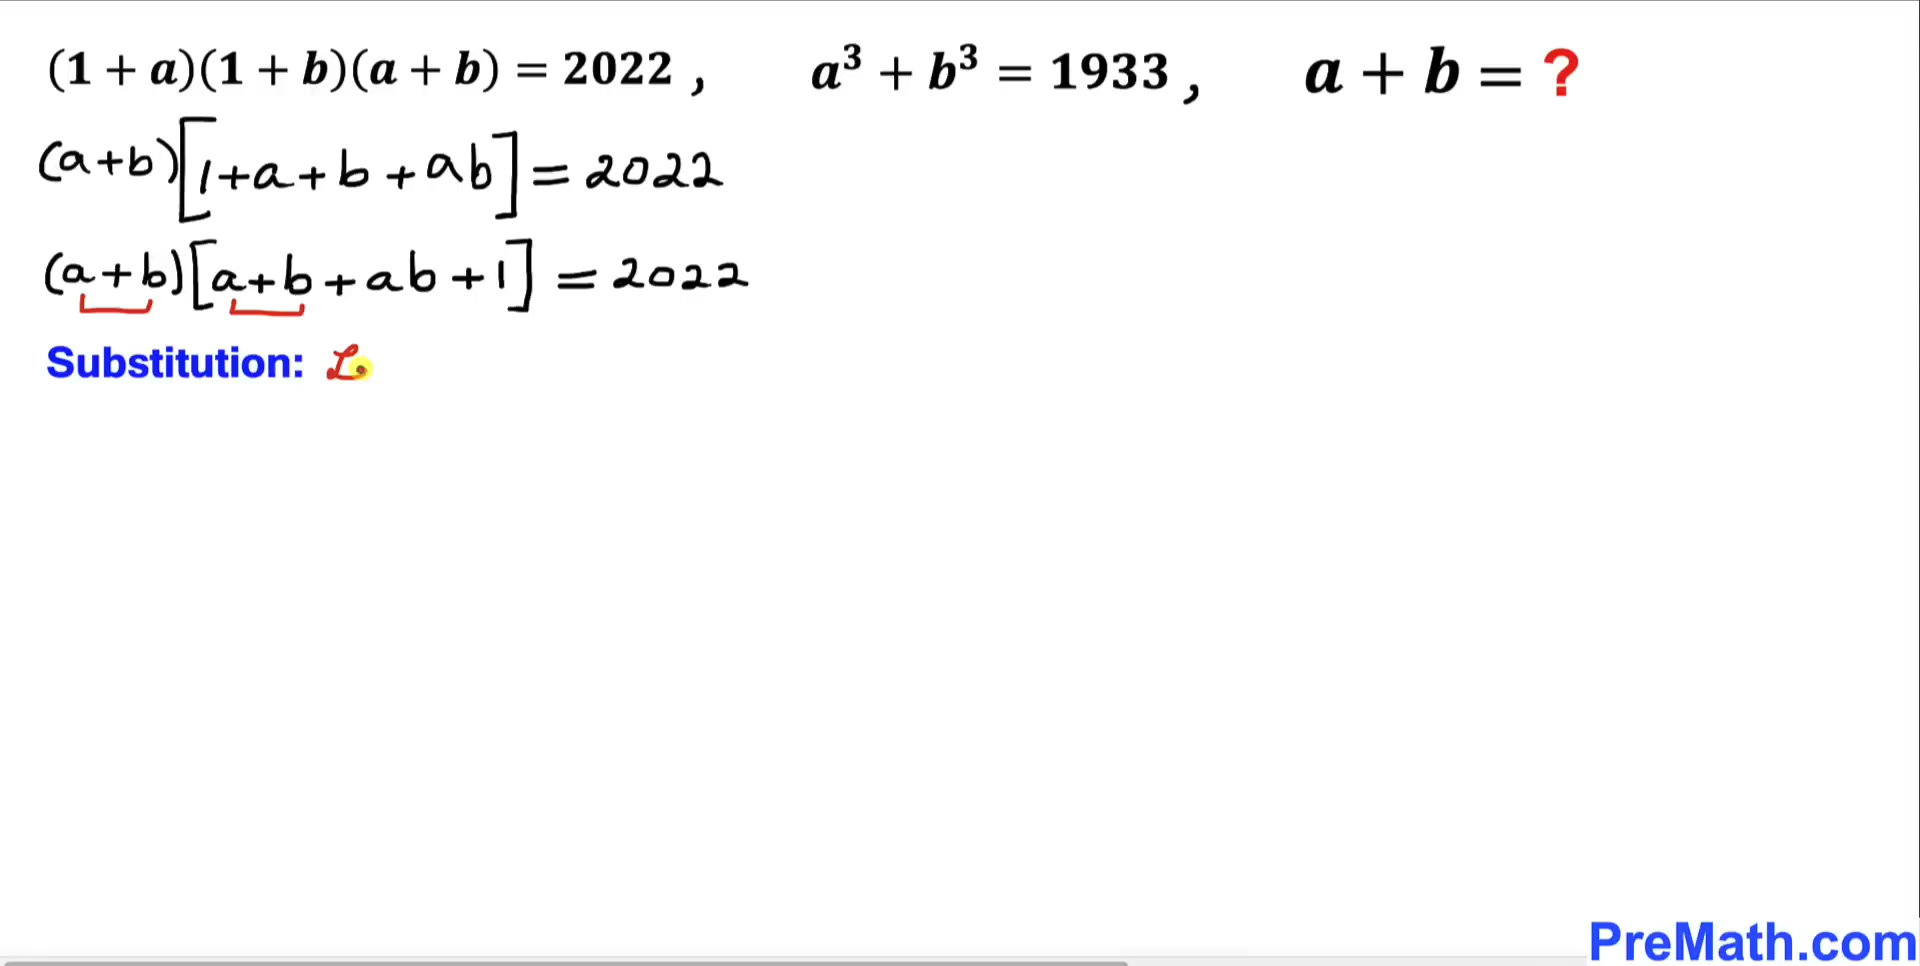 (1 + a)(1 + b)(a + b) = 2022 , a³ + b³ = 1933 , a + b = ?
(a+b)[1+a+b+ab] = 2022
(a+b)[a+b+ab+1] = 2022
Substitution:
PreMath.com